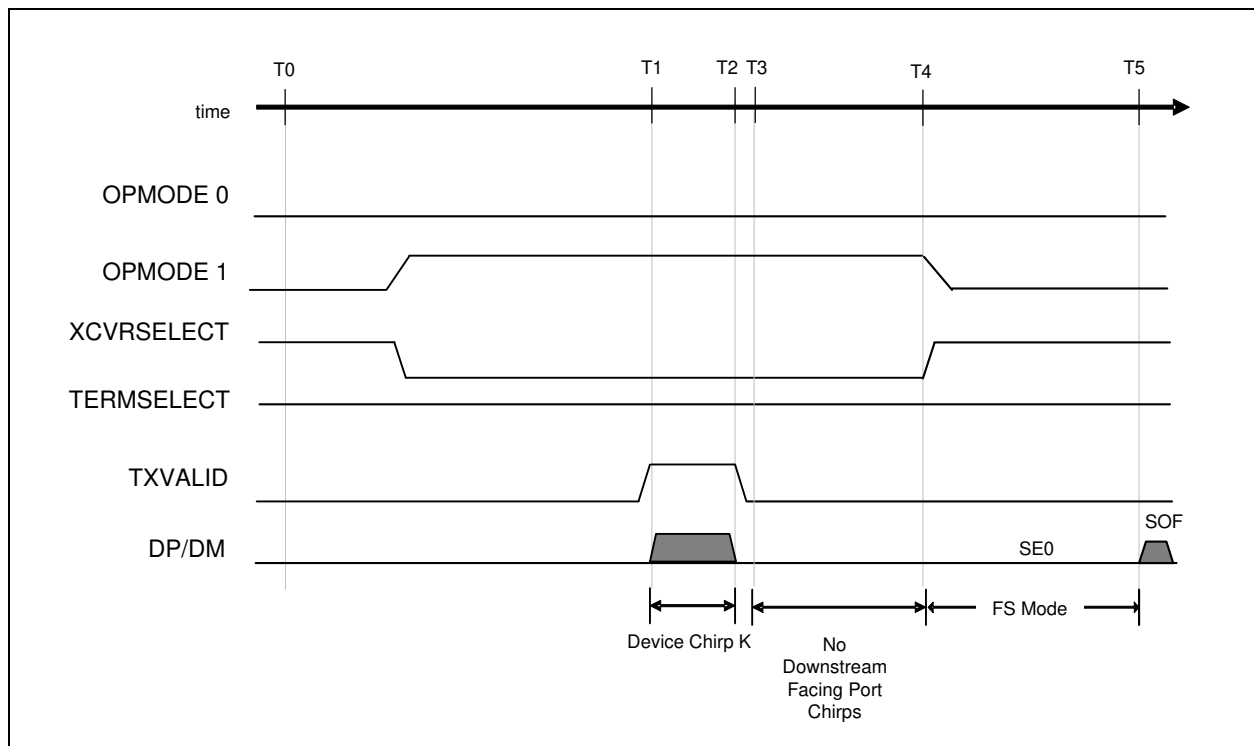 T0
T1
T2
T3
T4
T5
time
OPMODE 0
OPMODE 1
XCVRSELECT
TERMSELECT
TXVALID
DP/DM
SE0
SOF
Device Chirp K
No
Downstream
Facing Port
Chirps
FS Mode